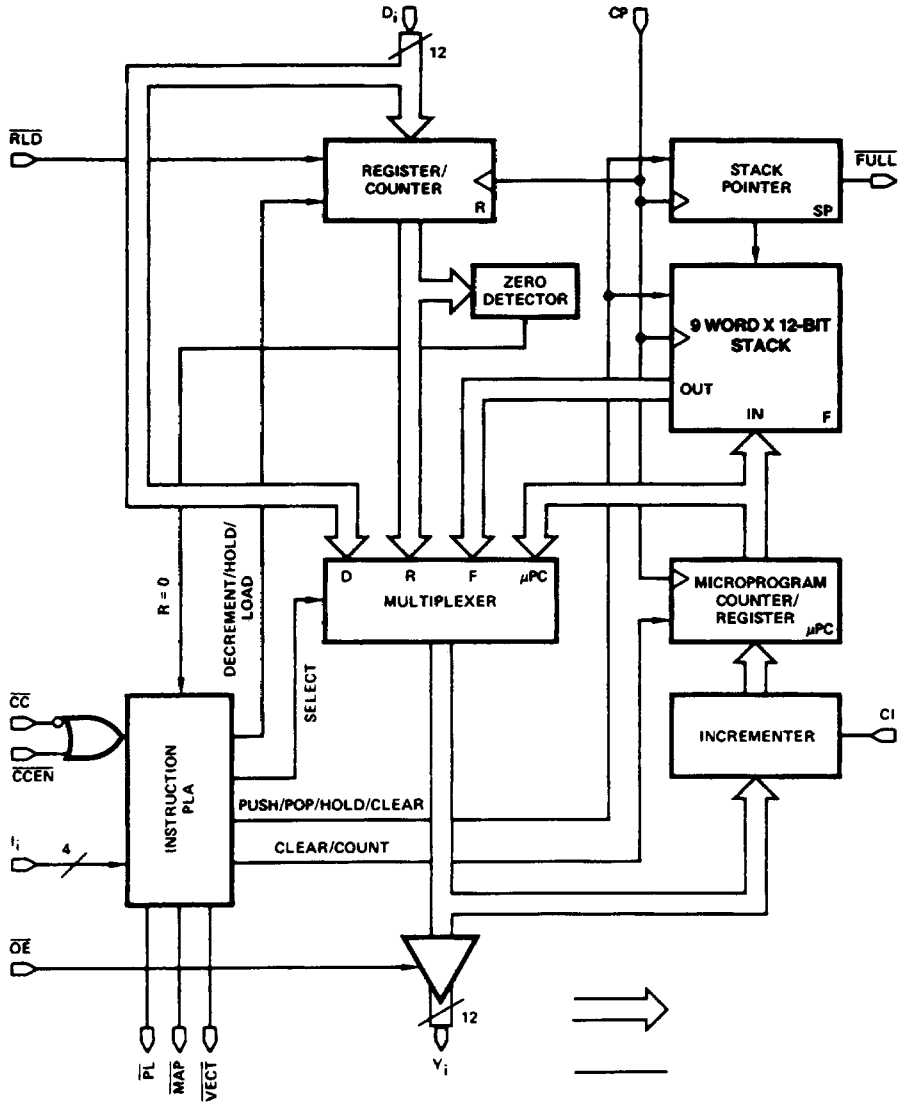 Di
CP
12
RLD
REGISTER/
COUNTER
R
STACK
POINTER
SP
FULL
ZERO
DETECTOR
9 WORD X 12-BIT
STACK
OUT
IN
F
R = 0
DECREMENT/HOLD/
LOAD
D
R
F
μPC
MULTIPLEXER
SELECT
MICROPROGRAM
COUNTER/
REGISTER
μPC
CC
CCEN
INSTRUCTION
PLA
INCREMENTER
CI
PUSH/POP/HOLD/CLEAR
CLEAR/COUNT
Ii
4
OE
12
Yi
PL
MAP
VECT